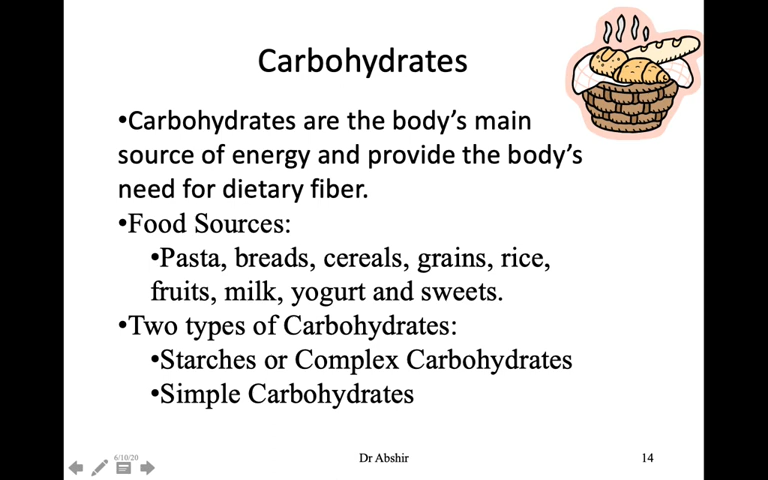 Carbohydrates
•Carbohydrates are the body’s main
source of energy and provide the body’s
need for dietary fiber.
•Food Sources:
•Pasta, breads, cereals, grains, rice,
fruits, milk, yogurt and sweets.
•Two types of Carbohydrates:
•Starches or Complex Carbohydrates
•Simple Carbohydrates
6/10/20
Dr Abshir
14